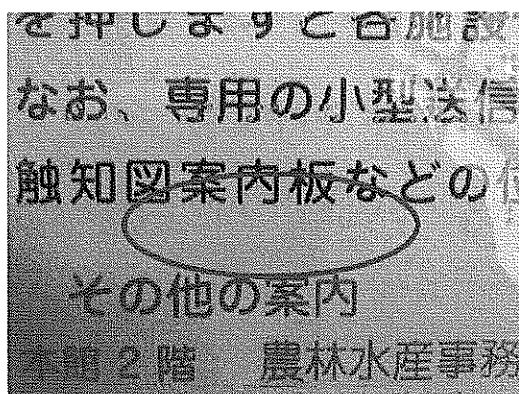 を押しますと各施設
なお、専用の小型送信
触知図案内板などの位
その他の案内
本館2階 農林水産事務